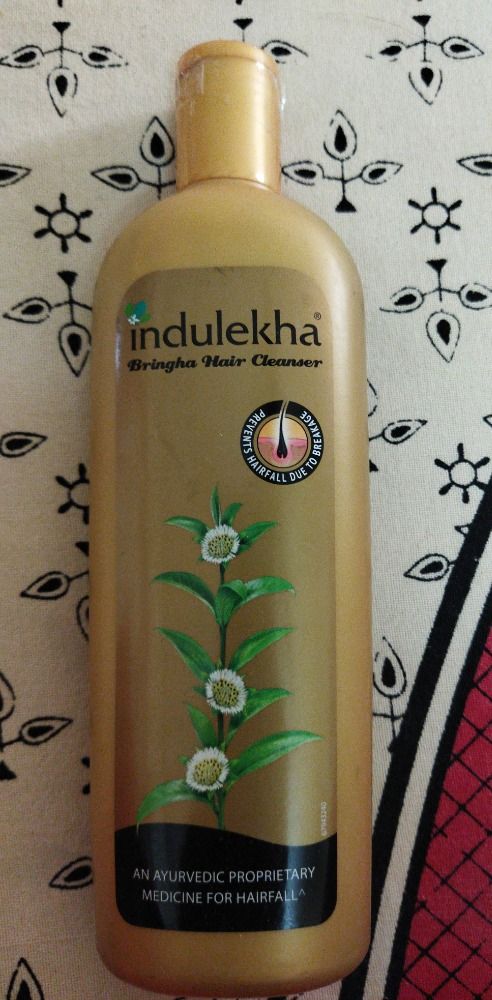 indulekha®
Bringha Hair Cleanser
PREVENTS HAIRFALL DUE TO BREAKAGE
AN AYURVEDIC PROPRIETARY
MEDICINE FOR HAIRFALL^